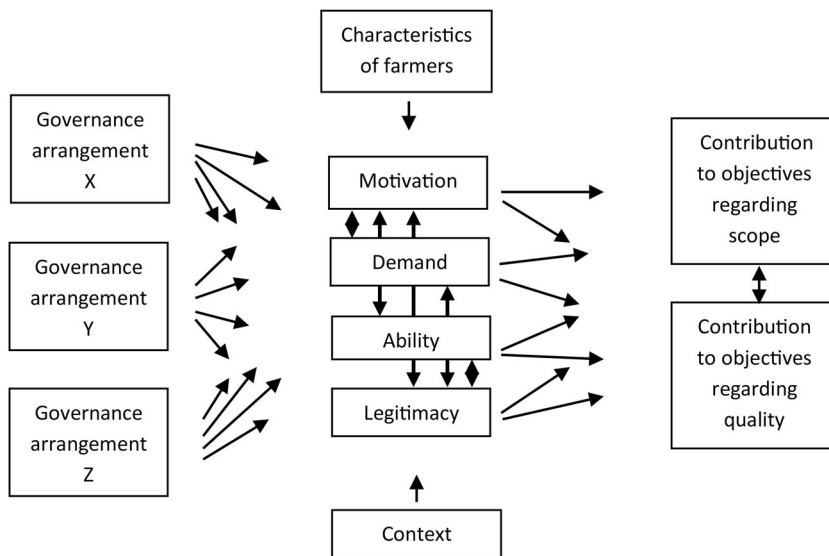 Characteristics
of farmers
Governance
arrangement
X
Governance
arrangement
Y
Governance
arrangement
Z
Motivation
Demand
Ability
Legitimacy
Context
Contribution
to objectives
regarding
scope
Contribution
to objectives
regarding
quality